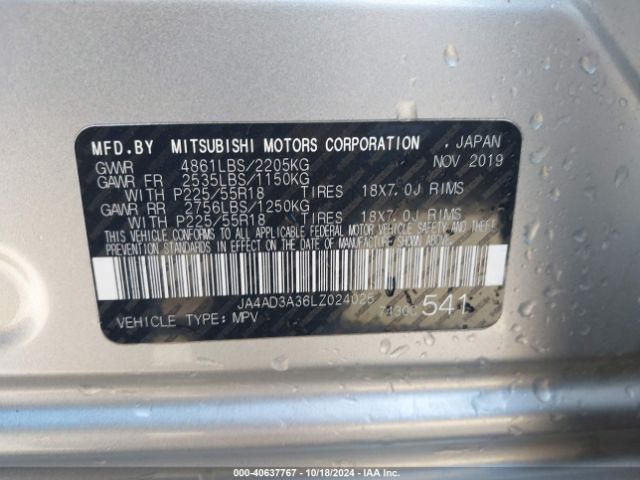 MFD.BY MITSUBISHI MOTORS CORPORATION . JAPAN
GVWR 4861LBS/2205KG NOV 2019
GAWR FR 2535LBS/1150KG
WITH P225/55R18 TIRES 18X7.0J RIMS
GAWR RR 2756LBS/1250KG
WITH P225/55R18 TIRES 18X7.0J RIMS
THIS VEHICLE CONFORMS TO ALL APPLICABLE FEDERAL MOTOR VEHICLE SAFETY AND THEFT
PREVENTION STANDARDS IN EFFECT ON THE DATE OF MANUFACTURE SHOWN ABOVE.
JA4AD3A36LZ024025
VEHICLE TYPE: MPV 7430C 541
00-40637767 | 10/18/2024 | IAA Inc.